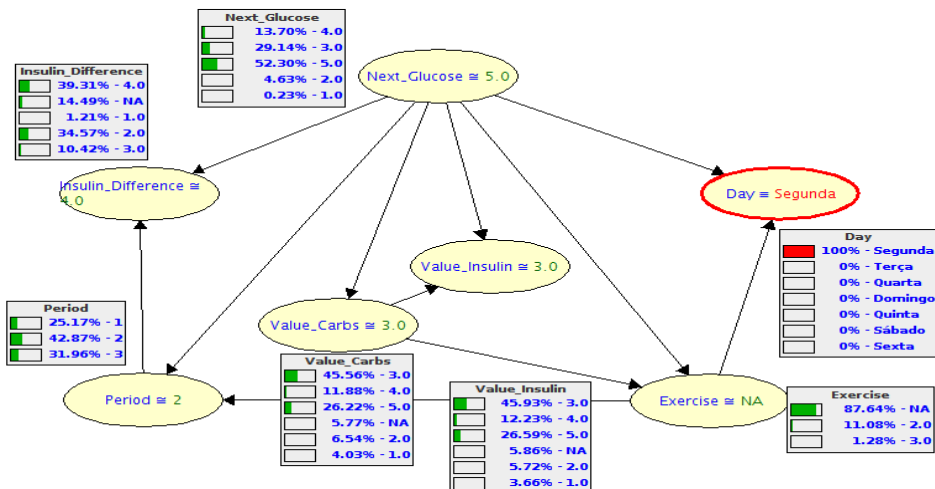 Next_Glucose
13.70% - 4.0
29.14% - 3.0
52.30% - 5.0
4.63% - 2.0
0.23% - 1.0
Next_Glucose ≅ 5.0
Insulin_Difference
39.31% - 4.0
14.49% - NA
1.21% - 1.0
34.57% - 2.0
10.42% - 3.0
Insulin_Difference ≅
4.0
Day = Segunda
Day
100% - Segunda
0% - Terça
0% - Quarta
0% - Domingo
0% - Quinta
0% - Sábado
0% - Sexta
Value_Insulin ≅ 3.0
Value_Carbs ≅ 3.0
Period
25.17% - 1
42.87% - 2
31.96% - 3
Period ≅ 2
Value_Carbs
45.56% - 3.0
11.88% - 4.0
26.22% - 5.0
5.77% - NA
6.54% - 2.0
4.03% - 1.0
Value_Insulin
45.93% - 3.0
12.23% - 4.0
26.59% - 5.0
5.86% - NA
5.72% - 2.0
3.66% - 1.0
Exercise ≅ NA
Exercise
87.64% - NA
11.08% - 2.0
1.28% - 3.0